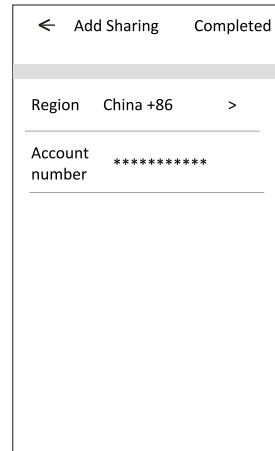 ← Add Sharing Completed
Region China +86 >
Account
number ***********